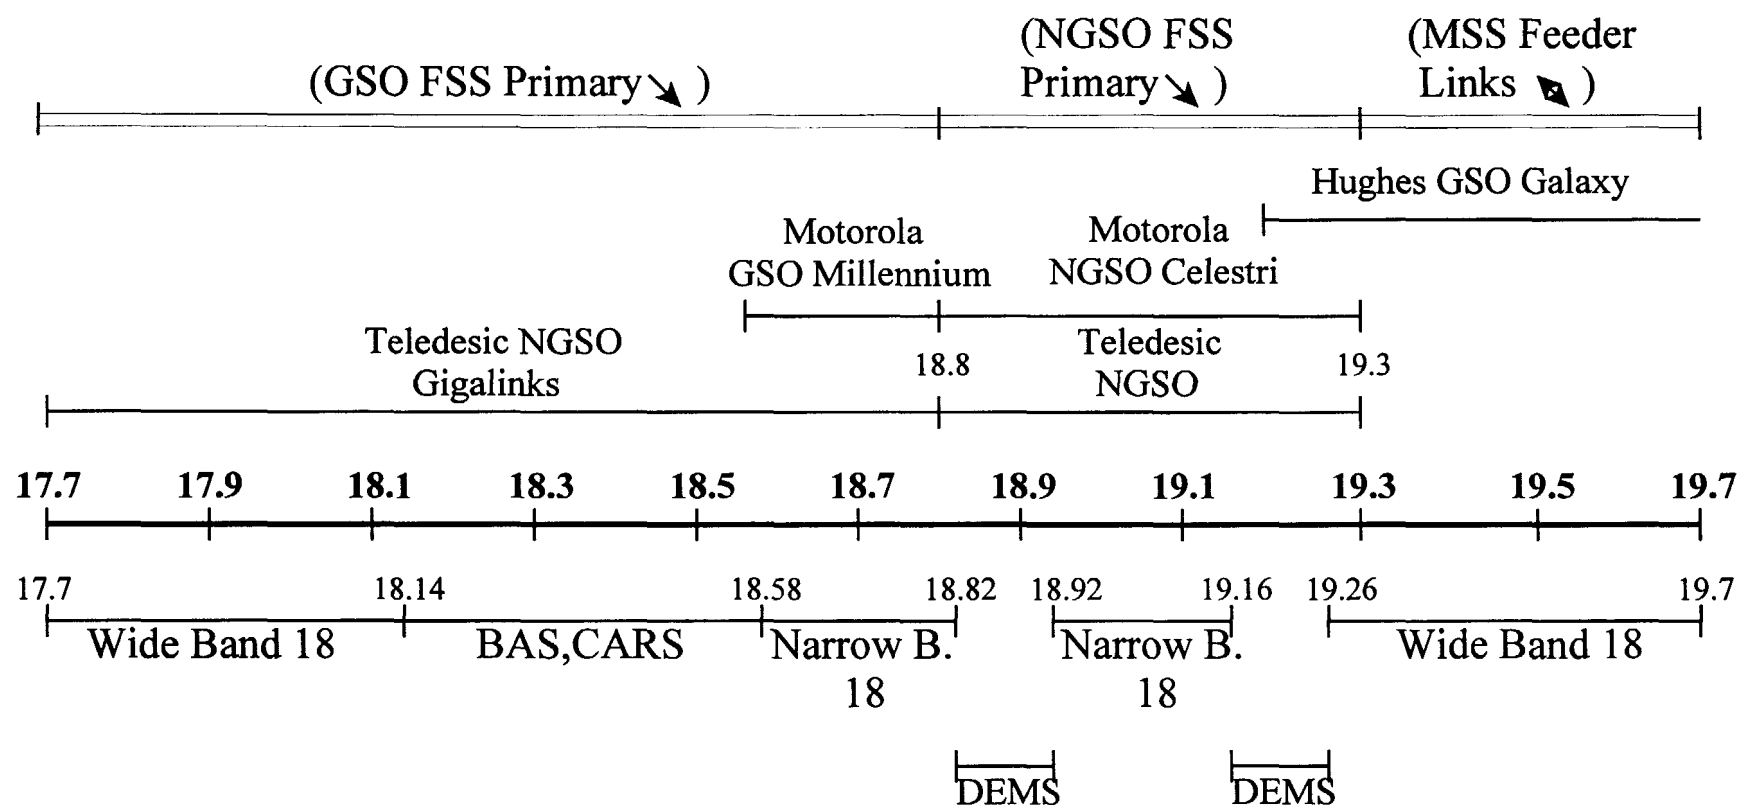 (GSO FSS Primary )
(NGSO FSS
Primary )
(MSS Feeder
Links )
Hughes GSO Galaxy
Motorola
GSO Millennium
Motorola
NGSO Celestri
Teledesic NGSO
Gigalinks
18.8
Teledesic
NGSO
19.3
17.7 17.9 18.1 18.3 18.5 18.7 18.9 19.1 19.3 19.5 19.7
17.7 18.14 18.58 18.82 18.92 19.16 19.26 19.7
Wide Band 18
BAS,CARS
Narrow B.
18
Narrow B.
18
Wide Band 18
DEMS
DEMS